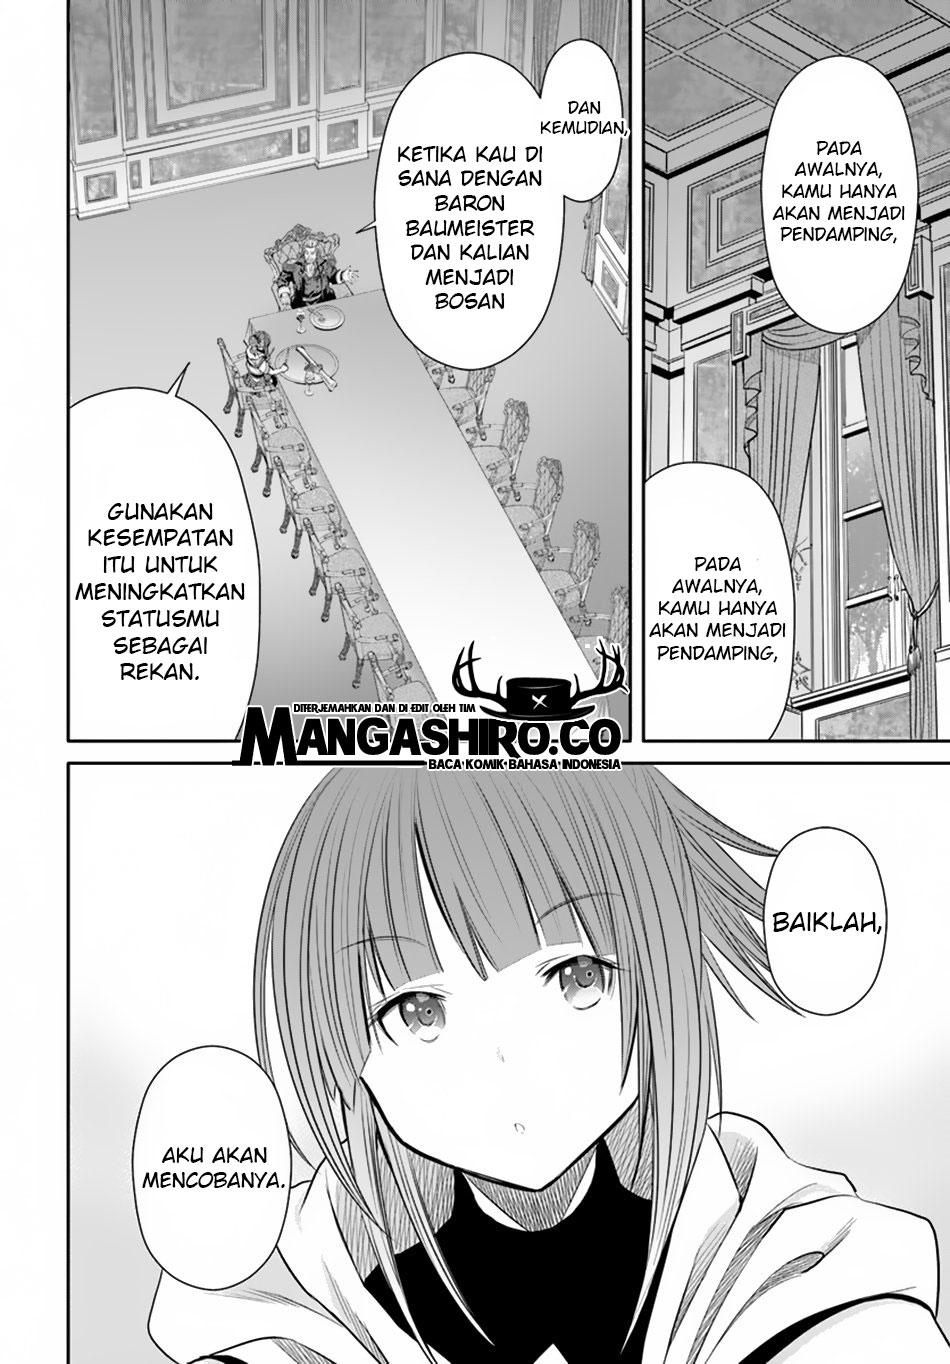 PADA
AWALNYA,
KAMU HANYA
AKAN MENJADI
PENDAMPING,
PADA
AWALNYA,
KAMU HANYA
AKAN MENJADI
PENDAMPING,
DAN
KEMUDIAN,
KETIKA KAU DI
SANA DENGAN
BARON
BAUMEISTER
DAN KALIAN
MENJADI
BOSAN
GUNAKAN
KESEMPATAN
ITU UNTUK
MENINGKATKAN
STATUSMU
SEBAGAI
REKAN.
DITERJEMAHKAN DAN DI EDIT OLEH TIM
MANGASHIRO.CO
BACA KOMIK BAHASA INDONESIA
BAIKLAH,
AKU AKAN
MENCOBANYA.